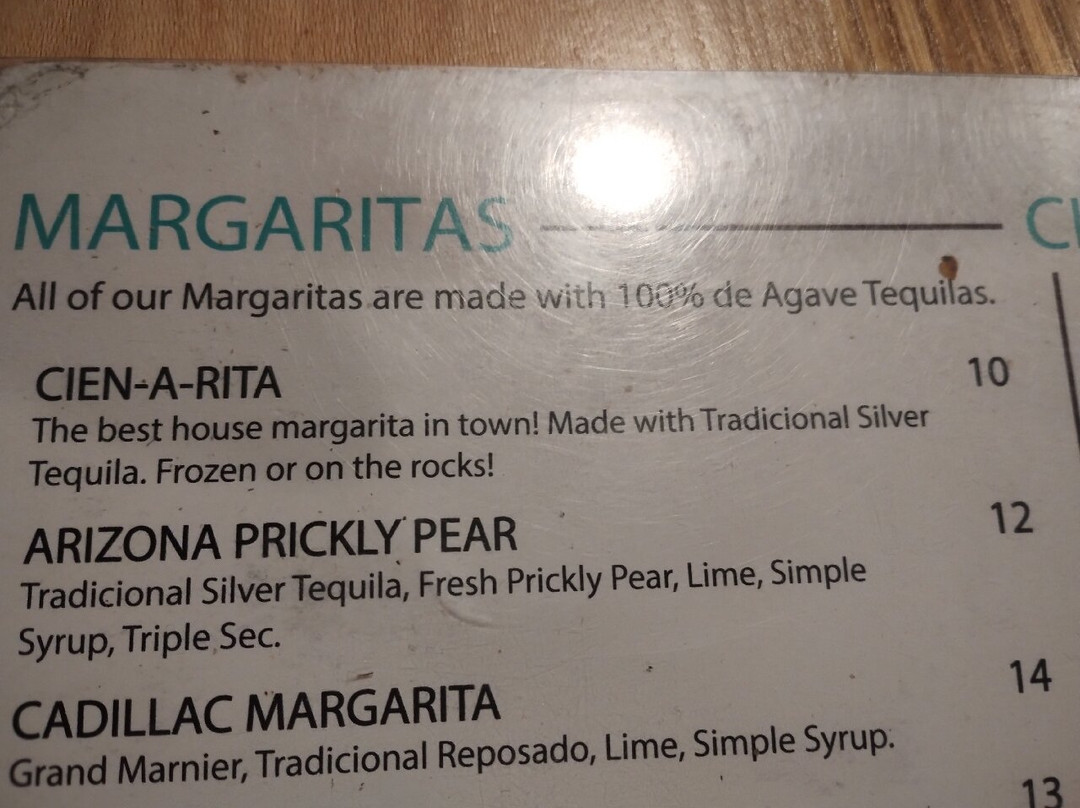 MARGARITAS
All of our Margaritas are made with 100% de Agave Tequilas.
CIEN-A-RITA 10
The best house margarita in town! Made with Tradicional Silver
Tequila. Frozen or on the rocks!
ARIZONA PRICKLY PEAR 12
Tradicional Silver Tequila, Fresh Prickly Pear, Lime, Simple
Syrup, Triple Sec.
CADILLAC MARGARITA 14
Grand Marnier, Tradicional Reposado, Lime, Simple Syrup.
13